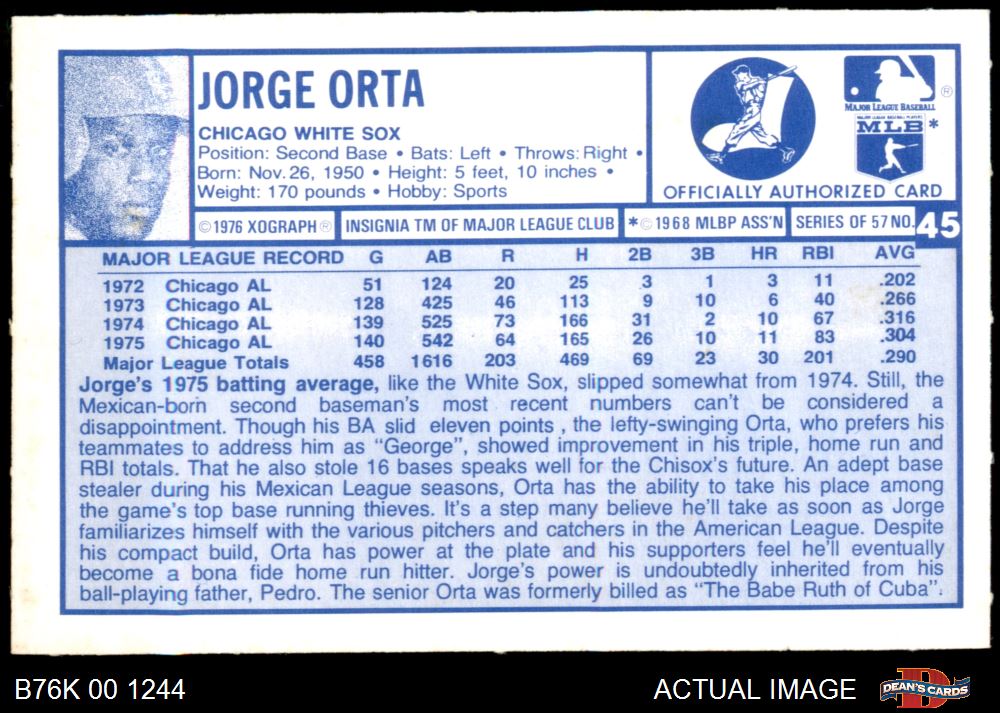 JORGE ORTA
CHICAGO WHITE SOX
Position: Second Base • Bats: Left • Throws: Right •
Born: Nov. 26, 1950 • Height: 5 feet, 10 inches •
Weight: 170 pounds • Hobby: Sports
MAJOR LEAGUE BASEBALL ®
MLB *
OFFICIALLY AUTHORIZED CARD
© 1976 XOGRAPH ® INSIGNIA TM OF MAJOR LEAGUE CLUB * © 1968 MLBP ASS'N SERIES OF 57 NO. 45
MAJOR LEAGUE RECORD G AB R H 2B 3B HR RBI AVG
1972 Chicago AL 51 124 20 25 3 1 3 11 .202
1973 Chicago AL 128 425 46 113 9 10 6 40 .266
1974 Chicago AL 139 525 73 166 31 2 10 67 .316
1975 Chicago AL 140 542 64 165 26 10 11 83 .304
Major League Totals 458 1616 203 469 69 23 30 201 .290
Jorge's 1975 batting average, like the White Sox, slipped somewhat from 1974. Still, the
Mexican-born second baseman's most recent numbers can't be considered a
disappointment. Though his BA slid eleven points , the lefty-swinging Orta, who prefers his
teammates to address him as "George", showed improvement in his triple, home run and
RBI totals. That he also stole 16 bases speaks well for the Chisox's future. An adept base
stealer during his Mexican League seasons, Orta has the ability to take his place among
the game's top base running thieves. It's a step many believe he'll take as soon as Jorge
familiarizes himself with the various pitchers and catchers in the American League. Despite
his compact build, Orta has power at the plate and his supporters feel he'll eventually
become a bona fide home run hitter. Jorge's power is undoubtedly inherited from his
ball-playing father, Pedro. The senior Orta was formerly billed as "The Babe Ruth of Cuba".
B76K 00 1244 ACTUAL IMAGE DEAN'S CARDS